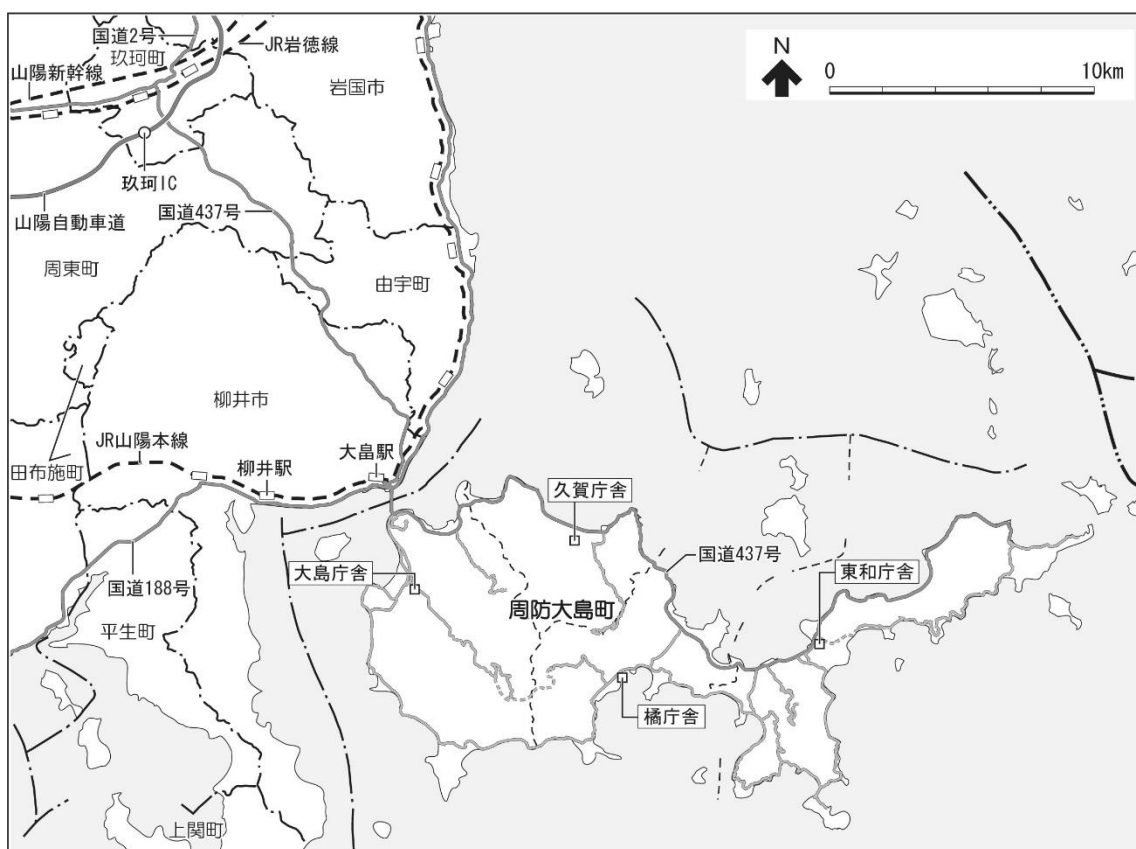 国道2号
玖珂町
JR岩徳線
山陽新幹線
岩国市
N
0 10km
玖珂IC
山陽自動車道
国道437号
周東町
由宇町
柳井市
JR山陽本線
柳井駅
大畠駅
田布施町
久賀庁舎
国道437号
大島庁舎
国道188号
周防大島町
東和庁舎
平生町
橘庁舎
上関町